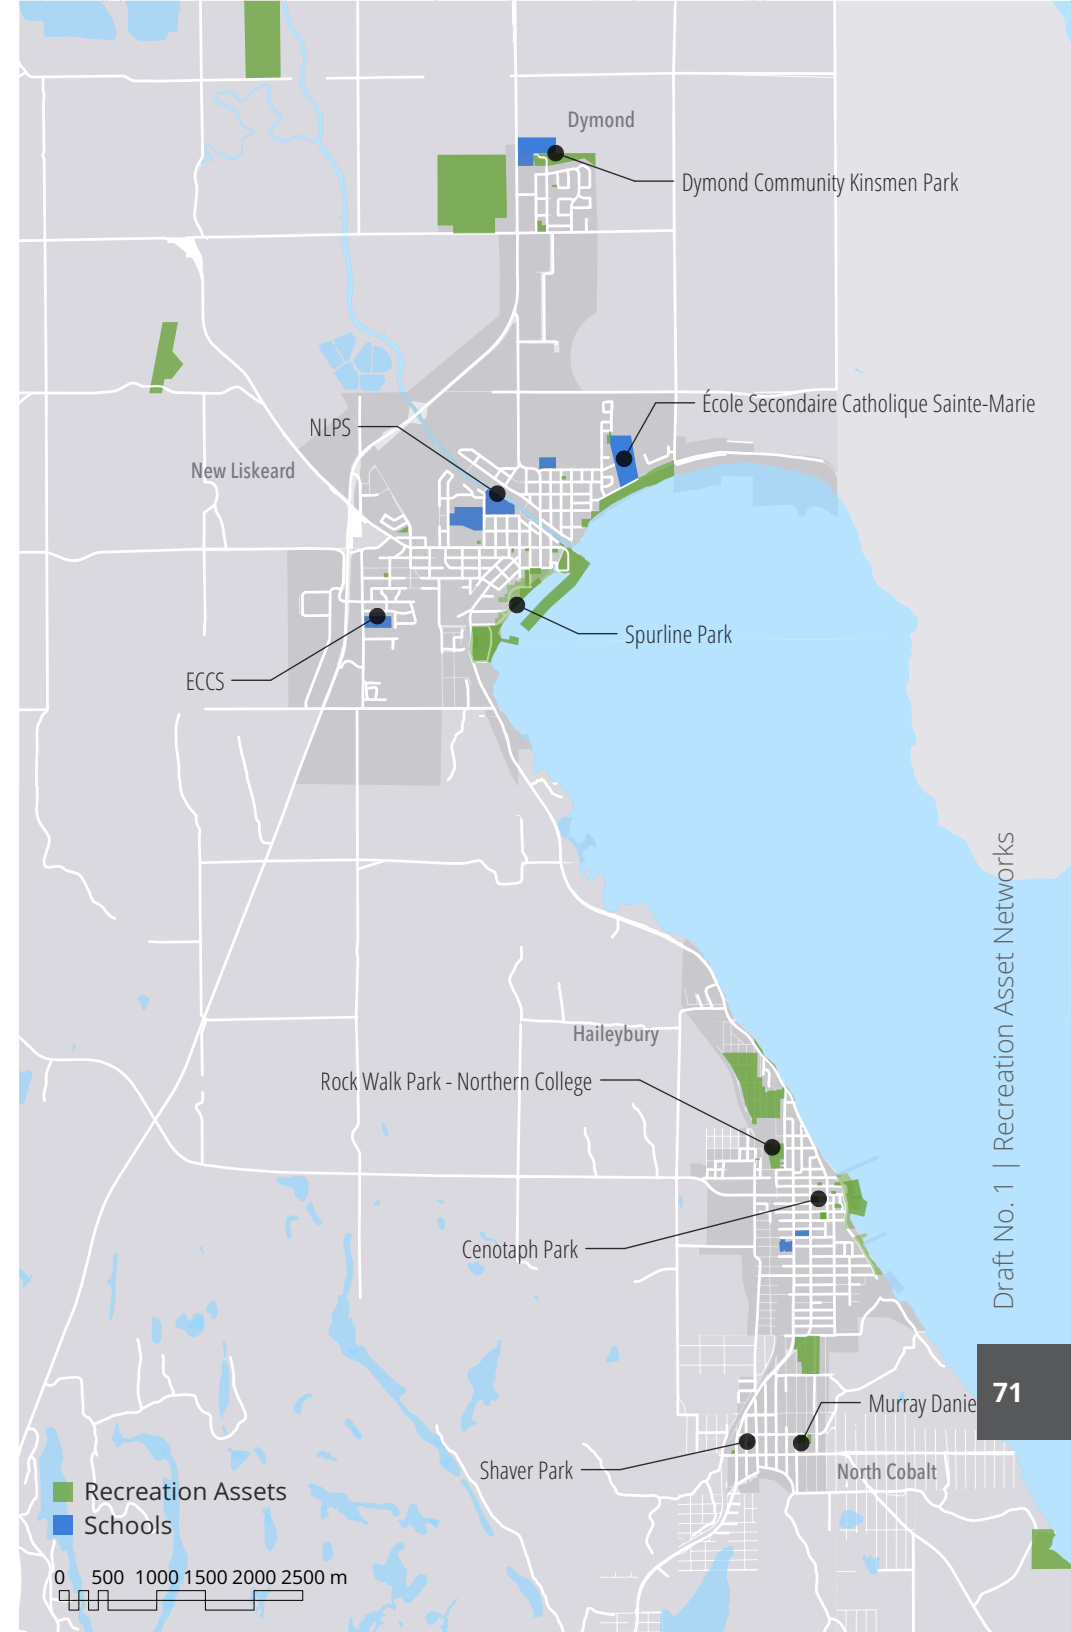 Dymond
Dymond Community Kinsmen Park
École Secondaire Catholique Sainte-Marie
NLPS
New Liskeard
Spurline Park
ECCS
Draft No. 1 | Recreation Asset Networks
Haileybury
Rock Walk Park - Northern College
Cenotaph Park
71
Murray Danie
Shaver Park
North Cobalt
Recreation Assets
Schools
0 500 1000 1500 2000 2500 m